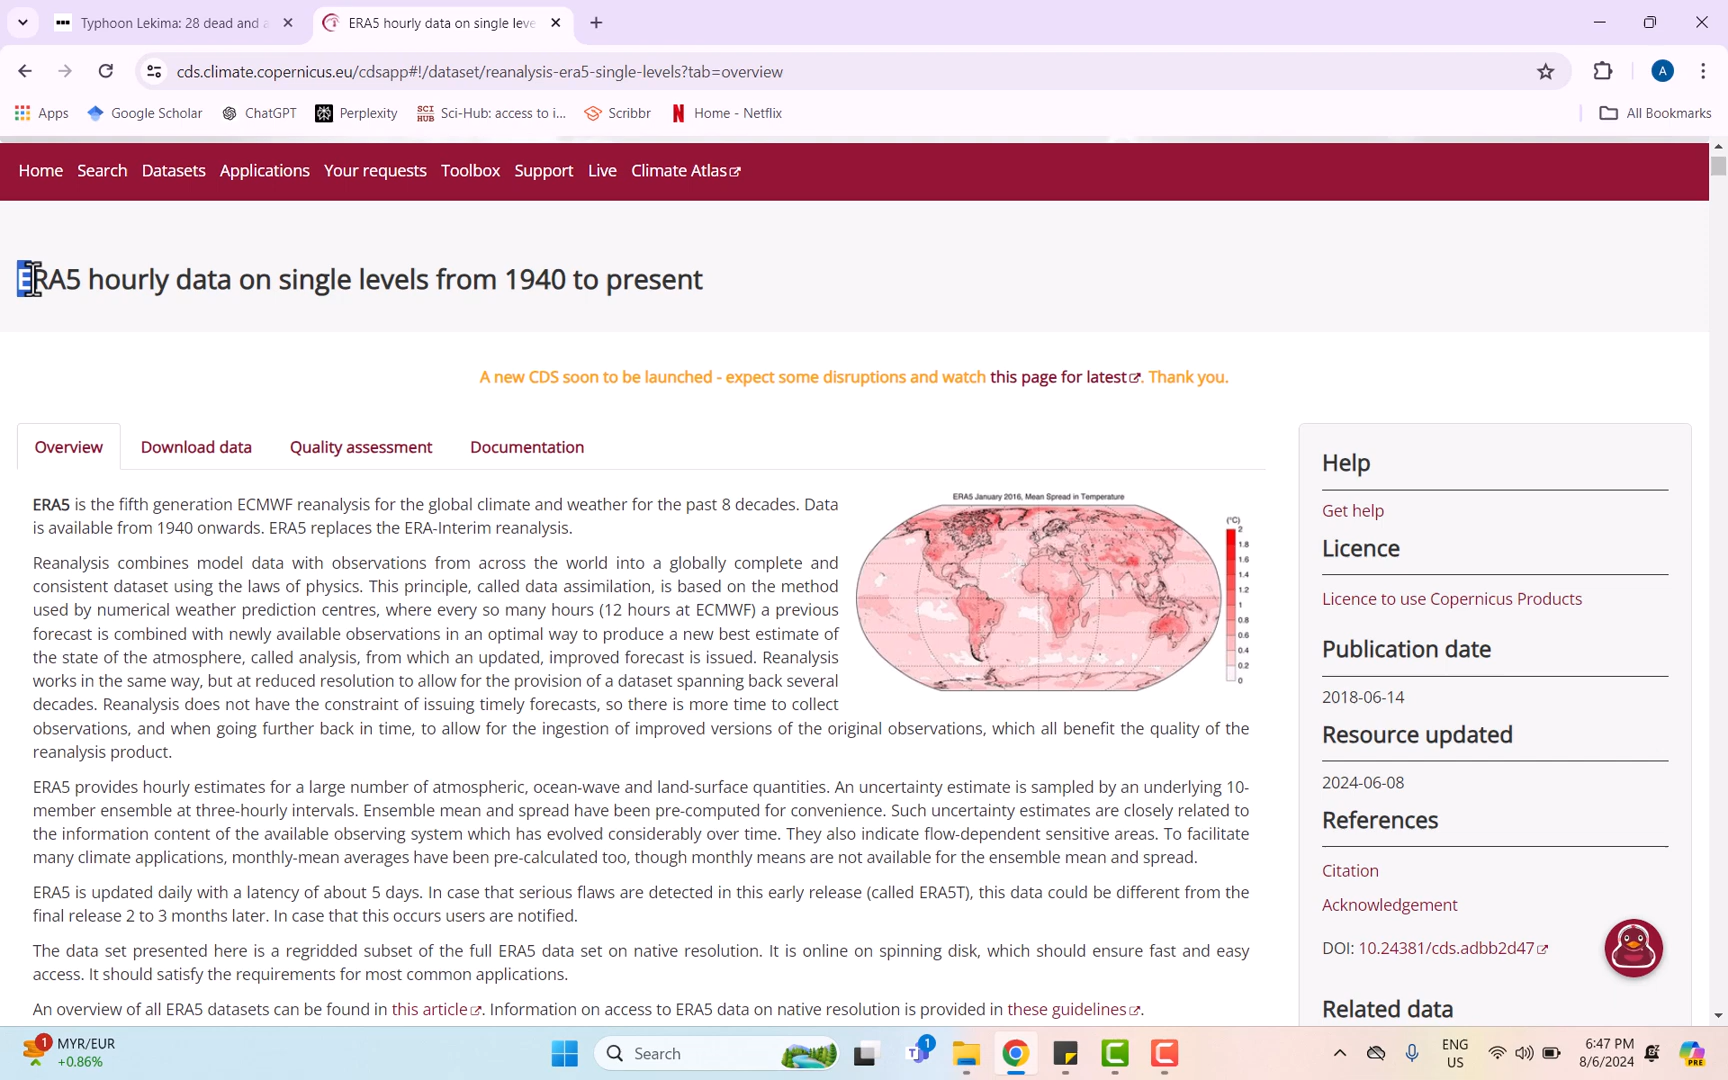 Typhoon Lekima: 28 dead and a
ERA5 hourly data on single leve
cds.climate.copernicus.eu/cdsapp#!/dataset/reanalysis-era5-single-levels?tab=overview
A
Apps
Google Scholar
ChatGPT
Perplexity
SCI HUB
Sci-Hub: access to i...
Scribbr
Home - Netflix
All Bookmarks
Home Search Datasets Applications Your requests Toolbox Support Live Climate Atlas
ERA5 hourly data on single levels from 1940 to present
A new CDS soon to be launched - expect some disruptions and watch this page for latest. Thank you.
Overview Download data Quality assessment Documentation
ERA5 is the fifth generation ECMWF reanalysis for the global climate and weather for the past 8 decades. Data
is available from 1940 onwards. ERA5 replaces the ERA-Interim reanalysis.
Reanalysis combines model data with observations from across the world into a globally complete and
consistent dataset using the laws of physics. This principle, called data assimilation, is based on the method
used by numerical weather prediction centres, where every so many hours (12 hours at ECMWF) a previous
forecast is combined with newly available observations in an optimal way to produce a new best estimate of
the state of the atmosphere, called analysis, from which an updated, improved forecast is issued. Reanalysis
works in the same way, but at reduced resolution to allow for the provision of a dataset spanning back several
decades. Reanalysis does not have the constraint of issuing timely forecasts, so there is more time to collect
observations, and when going further back in time, to allow for the ingestion of improved versions of the original observations, which all benefit the quality of the
reanalysis product.
ERA5 January 2016, Mean Spread in Temperature
(°C)
2
1.8
1.6
1.4
1.2
1
0.8
0.6
0.4
0.2
0
ERA5 provides hourly estimates for a large number of atmospheric, ocean-wave and land-surface quantities. An uncertainty estimate is sampled by an underlying 10-
member ensemble at three-hourly intervals. Ensemble mean and spread have been pre-computed for convenience. Such uncertainty estimates are closely related to
the information content of the available observing system which has evolved considerably over time. They also indicate flow-dependent sensitive areas. To facilitate
many climate applications, monthly-mean averages have been pre-calculated too, though monthly means are not available for the ensemble mean and spread.
ERA5 is updated daily with a latency of about 5 days. In case that serious flaws are detected in this early release (called ERA5T), this data could be different from the
final release 2 to 3 months later. In case that this occurs users are notified.
The data set presented here is a regridded subset of the full ERA5 data set on native resolution. It is online on spinning disk, which should ensure fast and easy
access. It should satisfy the requirements for most common applications.
An overview of all ERA5 datasets can be found in this article. Information on access to ERA5 data on native resolution is provided in these guidelines.
Help
Get help
Licence
Licence to use Copernicus Products
Publication date
2018-06-14
Resource updated
2024-06-08
References
Citation
Acknowledgement
DOI: 10.24381/cds.adbb2d47
Related data
1
MYR/EUR
+0.86%
Search
1
ENG
US
6:47 PM
8/6/2024
PRE